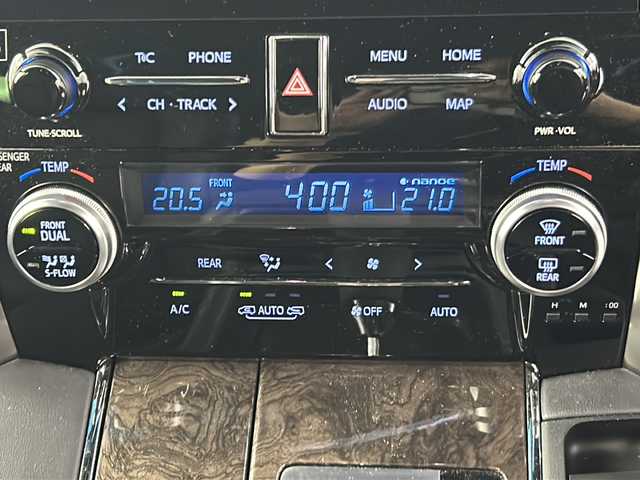 T&C PHONE MENU HOME
CH · TRACK AUDIO MAP
TUNE·SCROLL PWR·VOL
SENGER
EAR TEMP TEMP
20.5 FRONT 400 nanoe 21.0
FRONT
DUAL
S-FLOW
FRONT
REAR
REAR
A/C AUTO OFF AUTO
H M :00